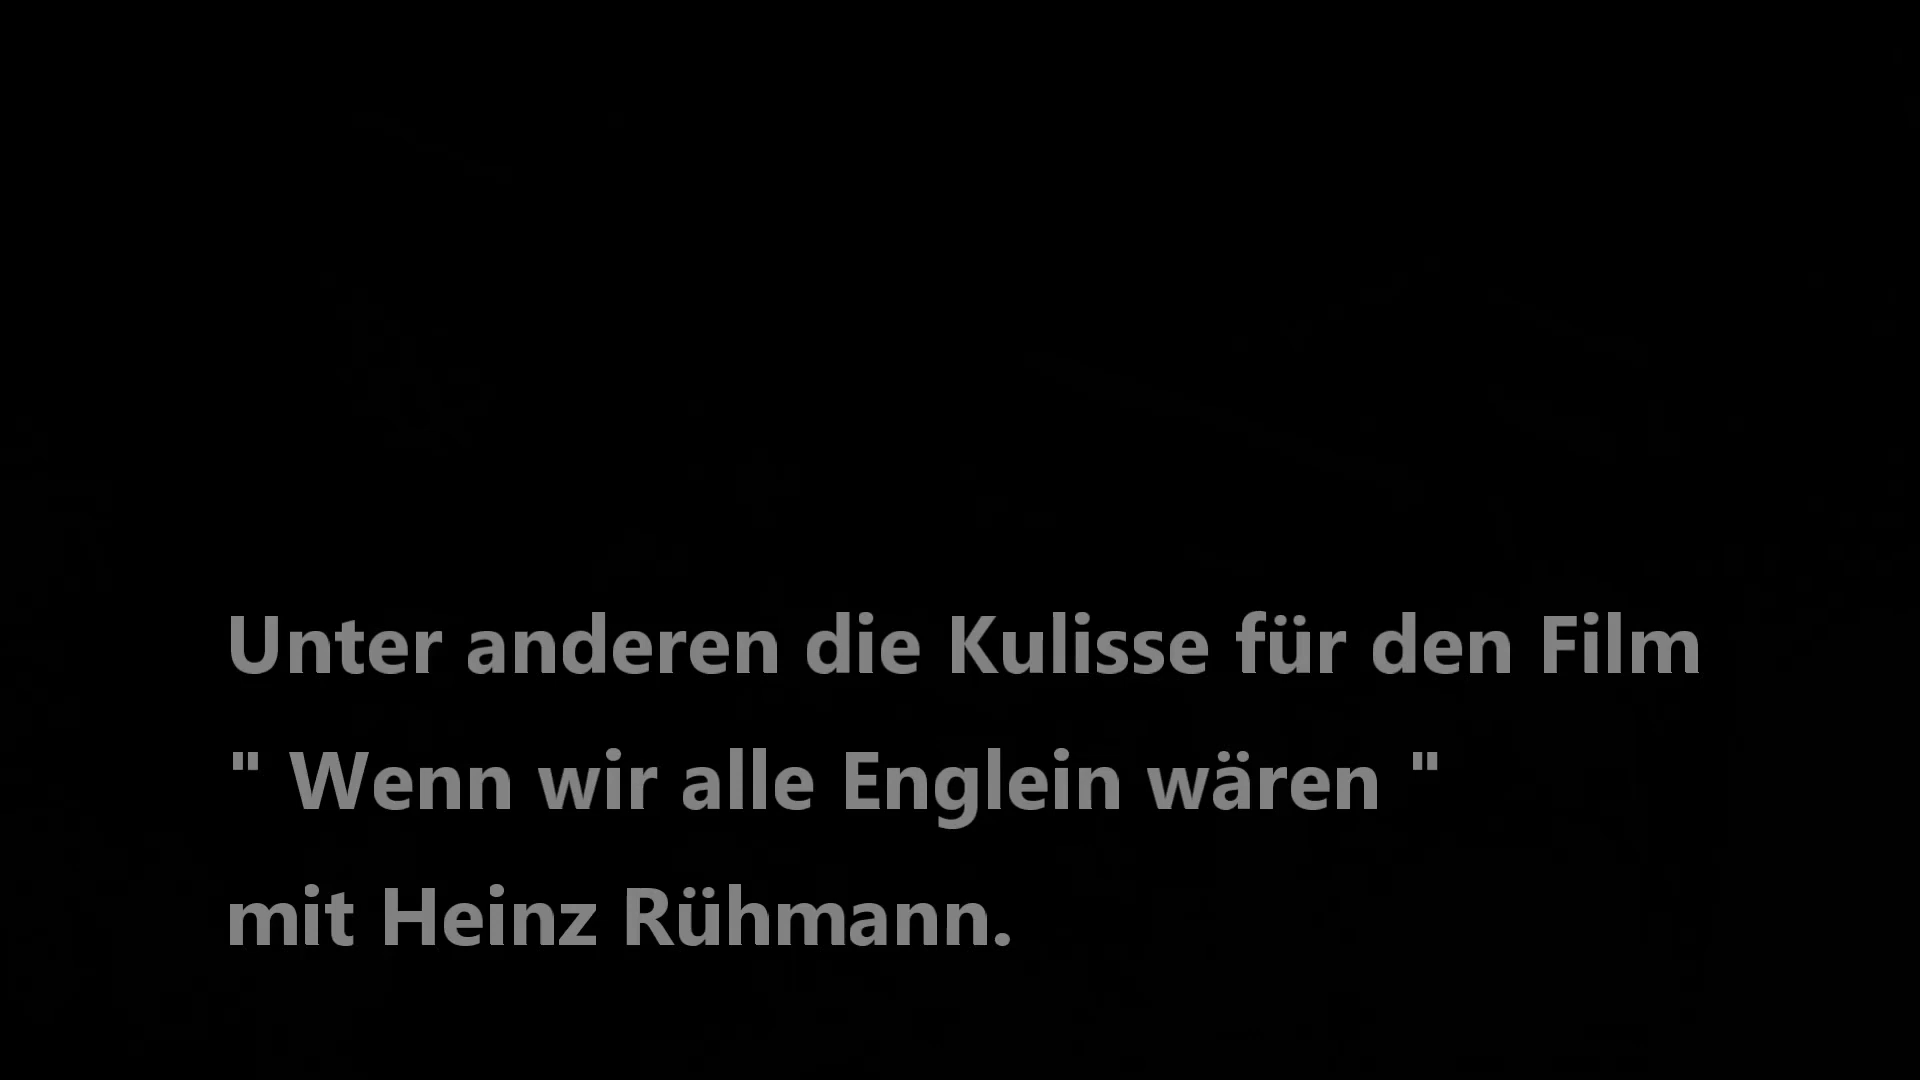 Unter anderen die Kulisse für den Film
" Wenn wir alle Englein wären "
mit Heinz Rühmann.